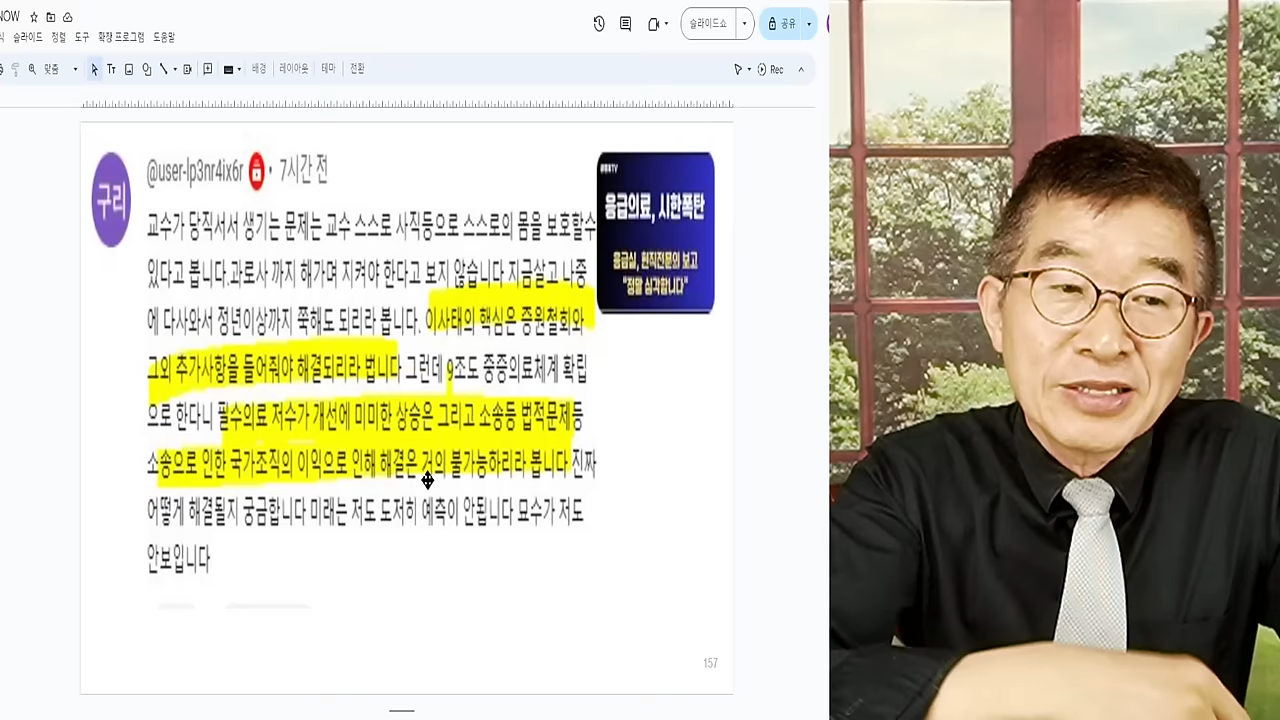 NOW
슬라이드 정렬 도구 확장 프로그램 도움말
슬라이드쇼
공유
맞춤
배경
레이아웃
테마
전환
Rec
구리
@user-lp3nr4ix6r · 7시간 전
교수가 당직서서 생기는 문제는 교수 스스로 사직등으로 스스로의 몸을 보호할수
있다고 봅니다.과로사 까지 해가며 지켜야 한다고 보지 않습니다 지금살고 나중
에 다사와서 정년이상까지 쭉해도 되리라 봅니다. 이사태의 핵심은 증원철회와
그외 추가사항을 들어줘야 해결되리라 법니다 그런데 9조도 중증의료체계 확립
으로 한다니 필수의료 저수가 개선에 미미한 상승은 그리고 소송등 법적문제등
소송으로 인한 국가조직의 이익으로 인해 해결은 거의 불가능하리라 봅니다 진짜
어떻게 해결될지 궁금합니다 미래는 저도 도저히 예측이 안됩니다 묘수가 저도
안보입니다
응급의료, 시한폭탄
응급실, 현직전문의 보고
"정말 심각합니다"
157